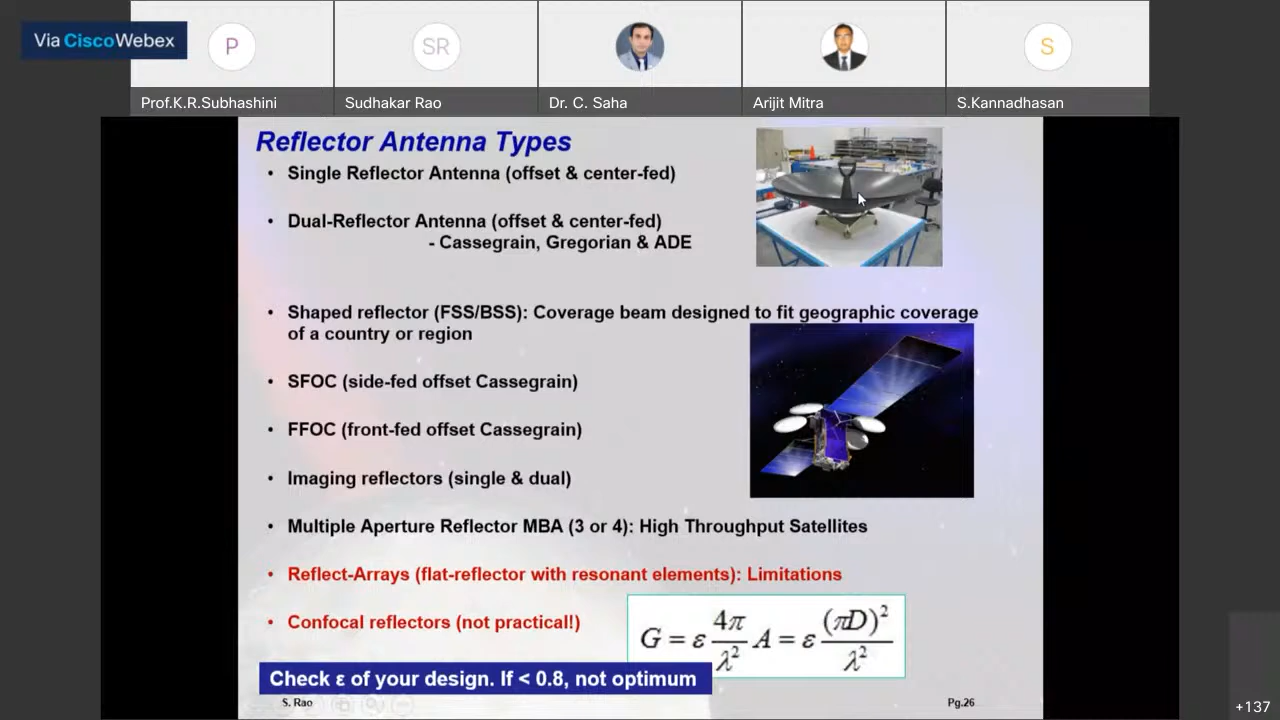 Via CiscoWebex
P
SR
S
Prof.K.R.Subhashini
Sudhakar Rao
Dr. C. Saha
Arijit Mitra
S.Kannadhasan
Reflector Antenna Types
• Single Reflector Antenna (offset & center-fed)
• Dual-Reflector Antenna (offset & center-fed)
- Cassegrain, Gregorian & ADE
• Shaped reflector (FSS/BSS): Coverage beam designed to fit geographic coverage
of a country or region
• SFOC (side-fed offset Cassegrain)
• FFOC (front-fed offset Cassegrain)
• Imaging reflectors (single & dual)
• Multiple Aperture Reflector MBA (3 or 4): High Throughput Satellites
• Reflect-Arrays (flat-reflector with resonant elements): Limitations
• Confocal reflectors (not practical!)
G = ε 4π/λ² A = ε (πD)²/λ²
Check ε of your design. If < 0.8, not optimum
S. Rao
Pg.26
+137